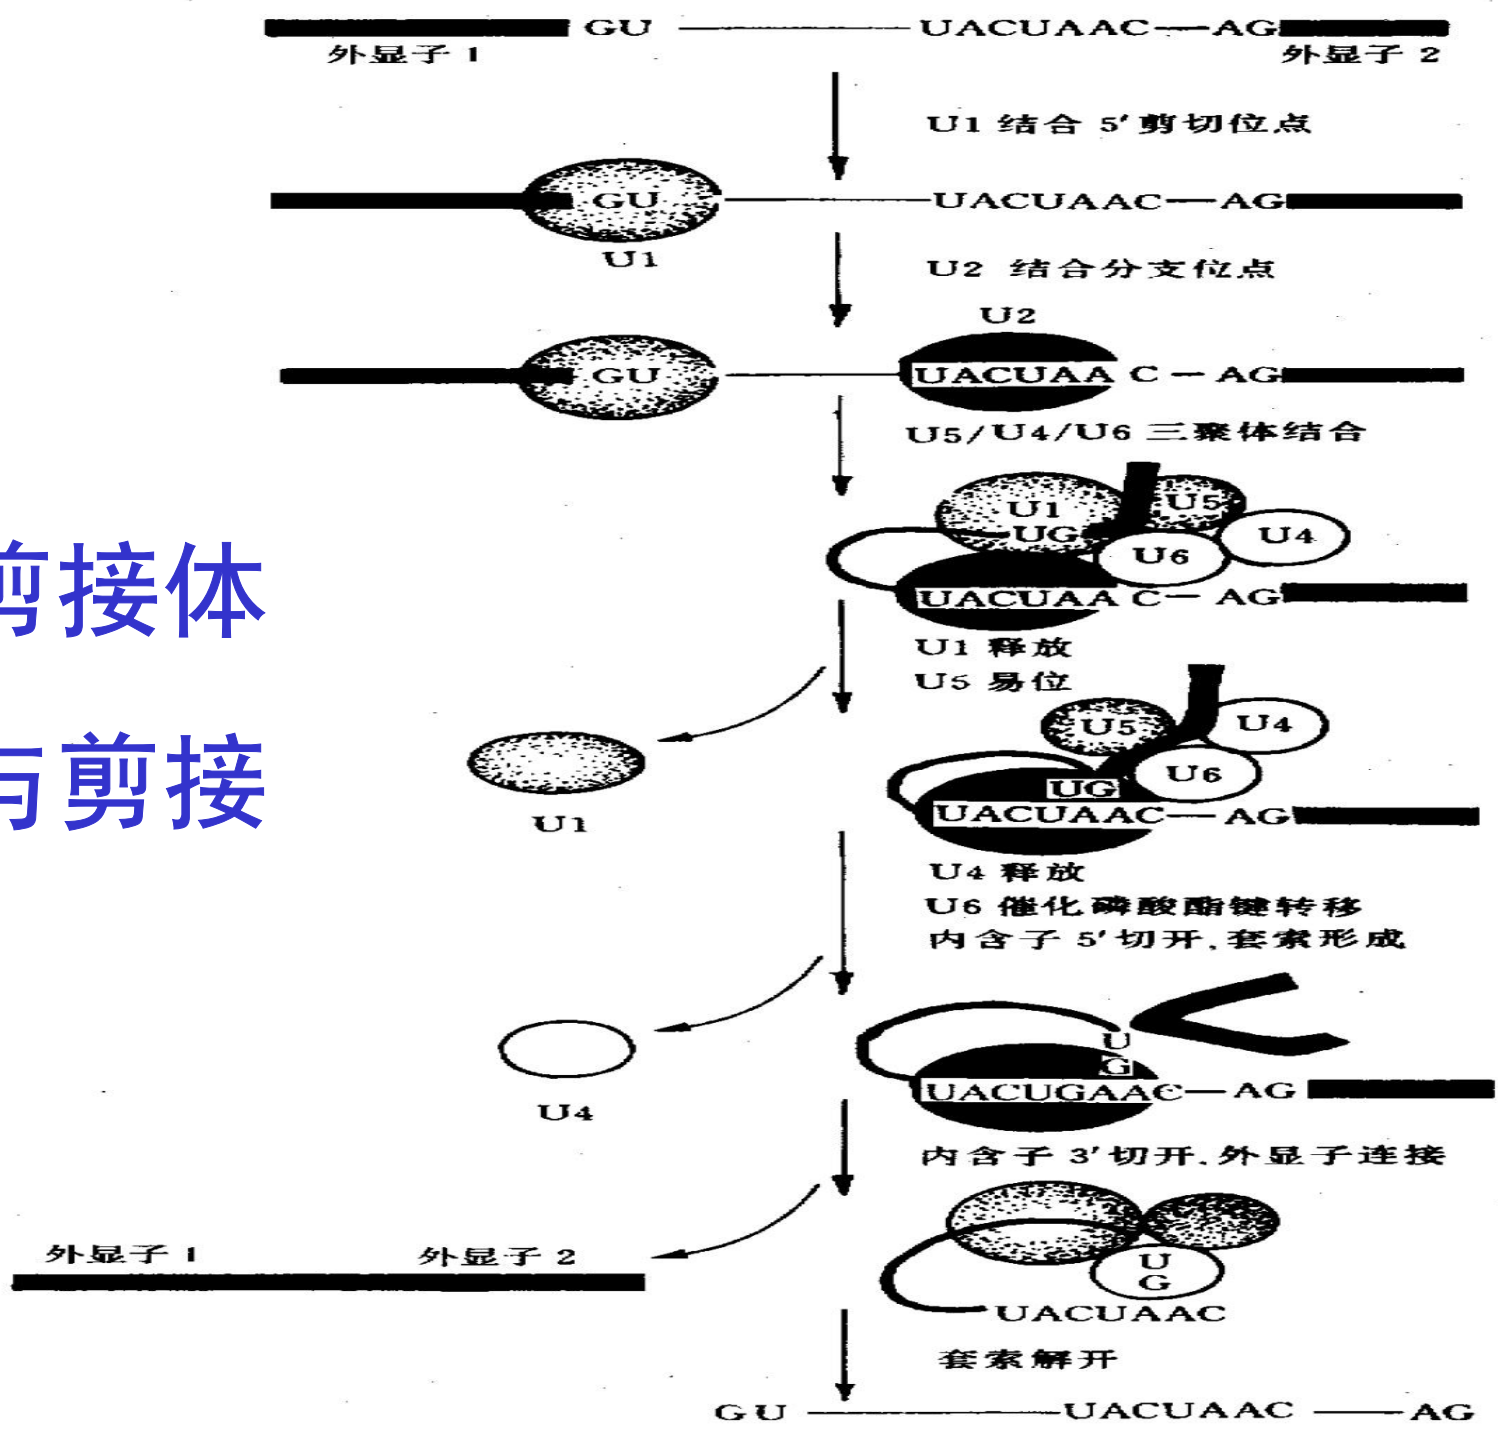 GU UACUAAC AG
外显子 1 外显子 2
U1 结合 5′剪切位点
GU UACUAAC AG
U1
U2 结合分支位点
U2
GU UACUAA C AG
U5/U4/U6 三聚体结合
U1 U5
UG U4
U6
剪接体
UACUAA C AG
U1 释放
U5 易位
U5 U4
与剪接
U6
UG
UACUAAC AG
U1
U4 释放
U6 催化磷酸酯键转移
内含子 5′切开,套索形成
U
G
UACUGAAC AG
U4
内含子 3′切开,外显子连接
外显子 1 外显子 2
U
G
UACUAAC
套索解开
GU UACUAAC AG